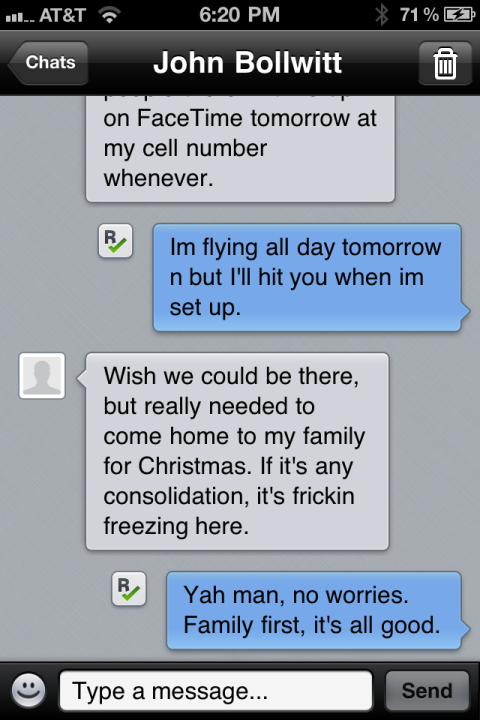 AT&T 6:20 PM 71%
Chats John Bollwitt
on FaceTime tomorrow at
my cell number
whenever.
R
Im flying all day tomorrow
n but I'll hit you when im
set up.
Wish we could be there,
but really needed to
come home to my family
for Christmas. If it's any
consolidation, it's frickin
freezing here.
R
Yah man, no worries.
Family first, it's all good.
Type a message... Send